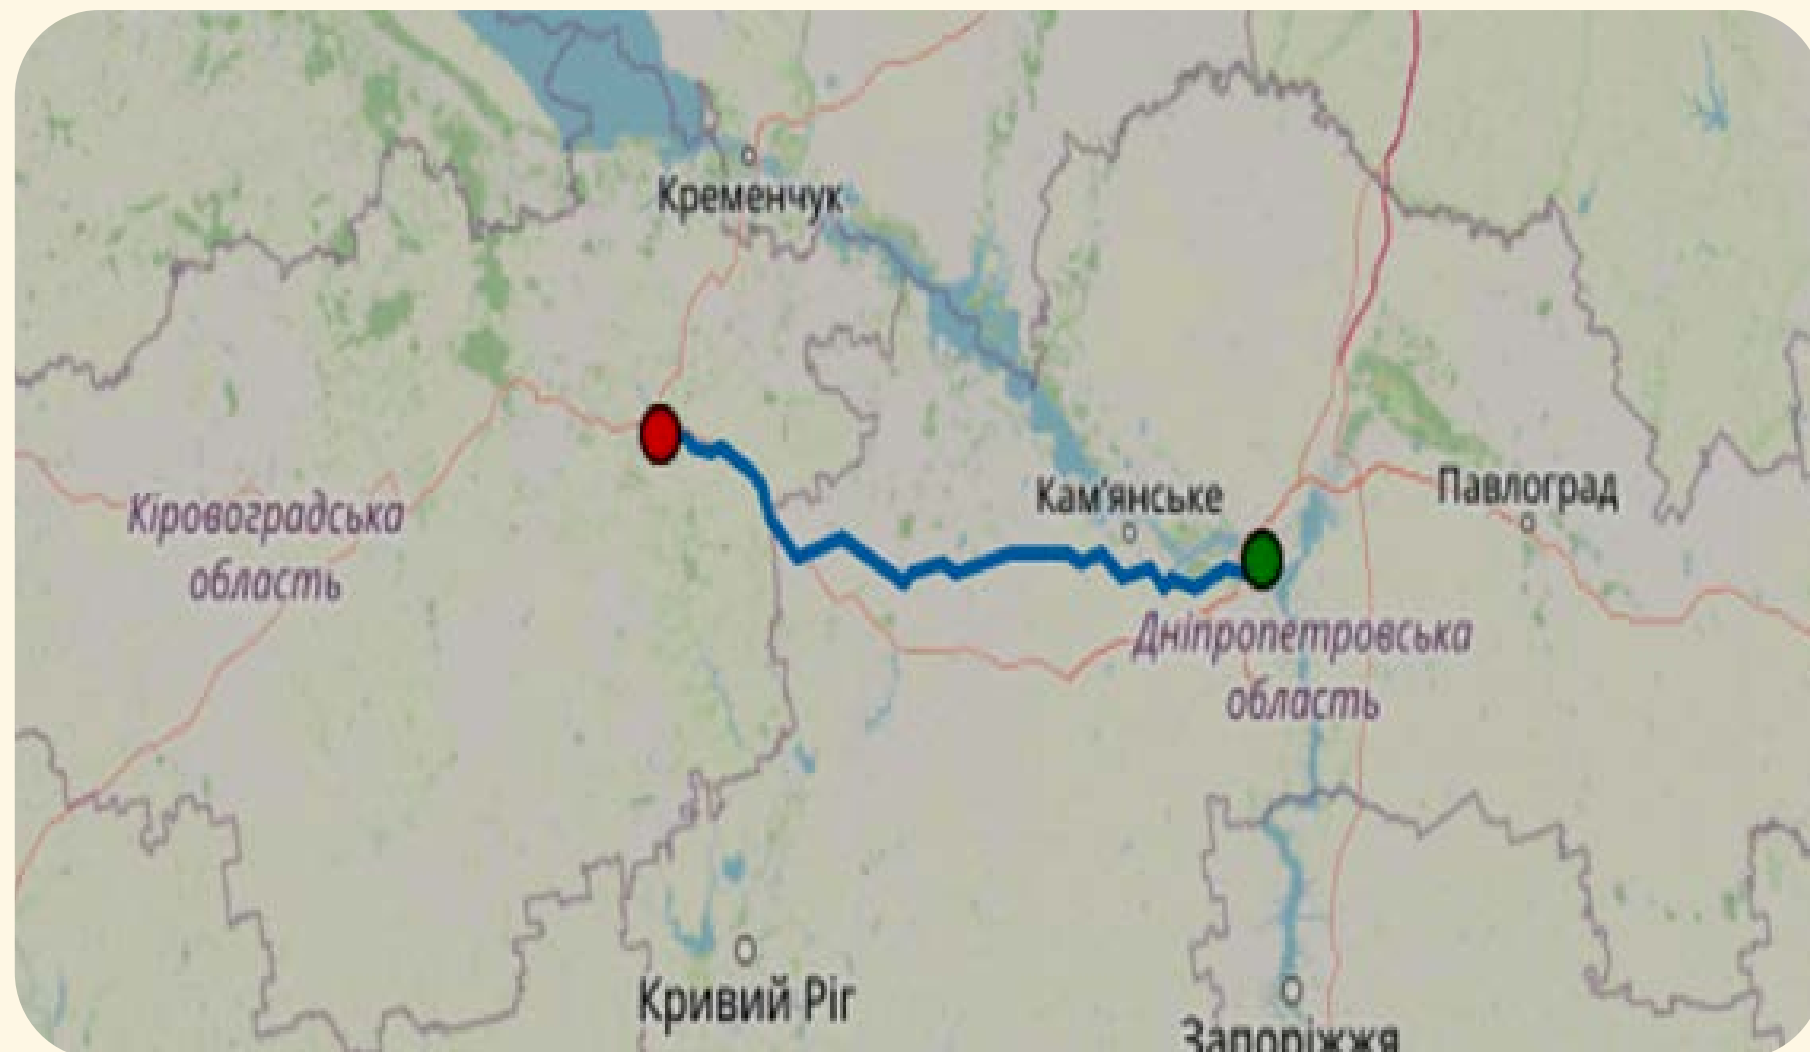 Кременчук
Кам'янське
Павлоград
Кіровоградська
область
Дніпропетровська
область
Кривий Ріг
Запоріжжя